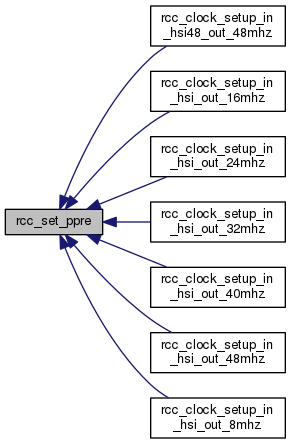 rcc_clock_setup_in
_hsi48_out_48mhz
rcc_clock_setup_in
_hsi_out_16mhz
rcc_clock_setup_in
_hsi_out_24mhz
rcc_set_ppre
rcc_clock_setup_in
_hsi_out_32mhz
rcc_clock_setup_in
_hsi_out_40mhz
rcc_clock_setup_in
_hsi_out_48mhz
rcc_clock_setup_in
_hsi_out_8mhz